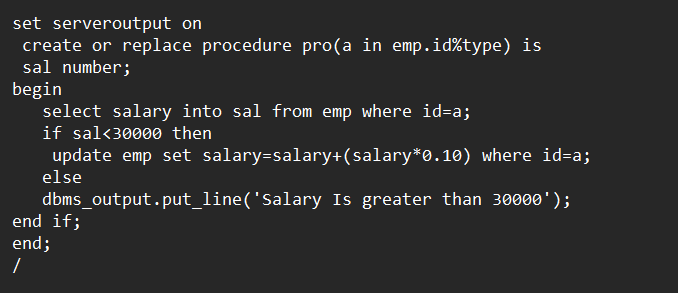 set serveroutput on
create or replace procedure pro(a in emp.id%type) is
sal number;
begin
select salary into sal from emp where id=a;
if sal<30000 then
update emp set salary=salary+(salary*0.10) where id=a;
else
dbms_output.put_line('Salary Is greater than 30000');
end if;
end;
/